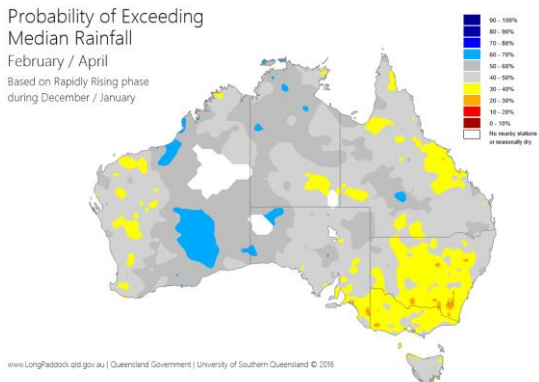 Probability of Exceeding
Median Rainfall
February / April
Based on Rapidly Rising phase
during December / January
90 - 100%
80 - 90%
70 - 80%
60 - 70%
50 - 60%
40 - 50%
30 - 40%
20 - 30%
10 - 20%
0 - 10%
No nearby stations
or seasonally dry
www.LongPaddock.qld.gov.au | Queensland Government | University of Southern Queensland © 2016